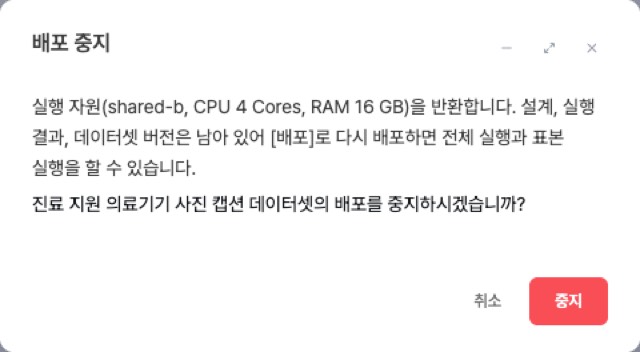 배포 중지
실행 자원(shared-b, CPU 4 Cores, RAM 16 GB)을 반환합니다. 설계, 실행
결과, 데이터셋 버전은 남아 있어 [배포]로 다시 배포하면 전체 실행과 표본
실행을 할 수 있습니다.
진료 지원 의료기기 사진 캡션 데이터셋의 배포를 중지하시겠습니까?
취소
중지